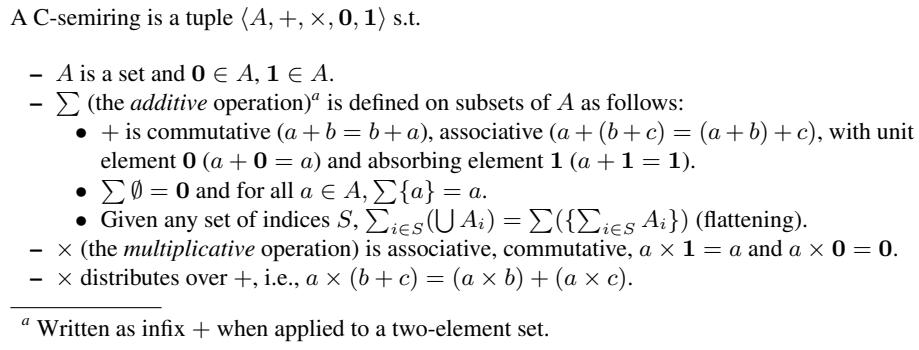 A C-semiring is a tuple ⟨A, +, ×, 𝟎, 𝟏⟩ s.t.
– A is a set and 𝟎 ∈ A, 𝟏 ∈ A.
– ∑ (the additive operation)ᵃ is defined on subsets of A as follows:
• + is commutative (a + b = b + a), associative (a + (b + c) = (a + b) + c), with unit
element 𝟎 (a + 𝟎 = a) and absorbing element 𝟏 (a + 𝟏 = 𝟏).
• ∑ ∅ = 𝟎 and for all a ∈ A, ∑{a} = a.
• Given any set of indices S, ∑_{i∈S}(⋃ A_i) = ∑({∑_{i∈S} A_i}) (flattening).
– × (the multiplicative operation) is associative, commutative, a × 𝟏 = a and a × 𝟎 = 𝟎.
– × distributes over +, i.e., a × (b + c) = (a × b) + (a × c).
ᵃ Written as infix + when applied to a two-element set.